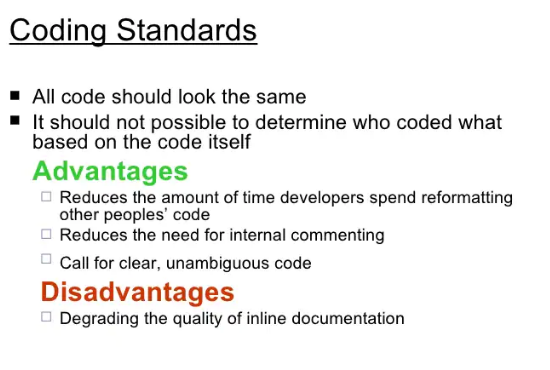 Coding Standards
All code should look the same
It should not possible to determine who coded what
based on the code itself
Advantages
Reduces the amount of time developers spend reformatting
other peoples’ code
Reduces the need for internal commenting
Call for clear, unambiguous code
Disadvantages
Degrading the quality of inline documentation